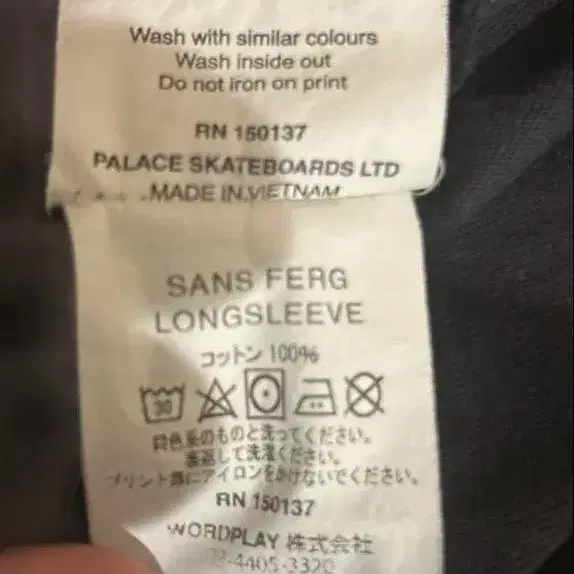 Wash with similar colours
Wash inside out
Do not iron on print
RN 150137
PALACE SKATEBOARDS LTD
MADE IN VIETNAM
SANS FERG
LONGSLEEVE
コットン 100%
30
同色系のものと洗ってください。
裏返して洗濯ください。
プリント部にアイロンをかけないでください。
RN 150137
WORDPLAY 株式会社
03-4405-3320